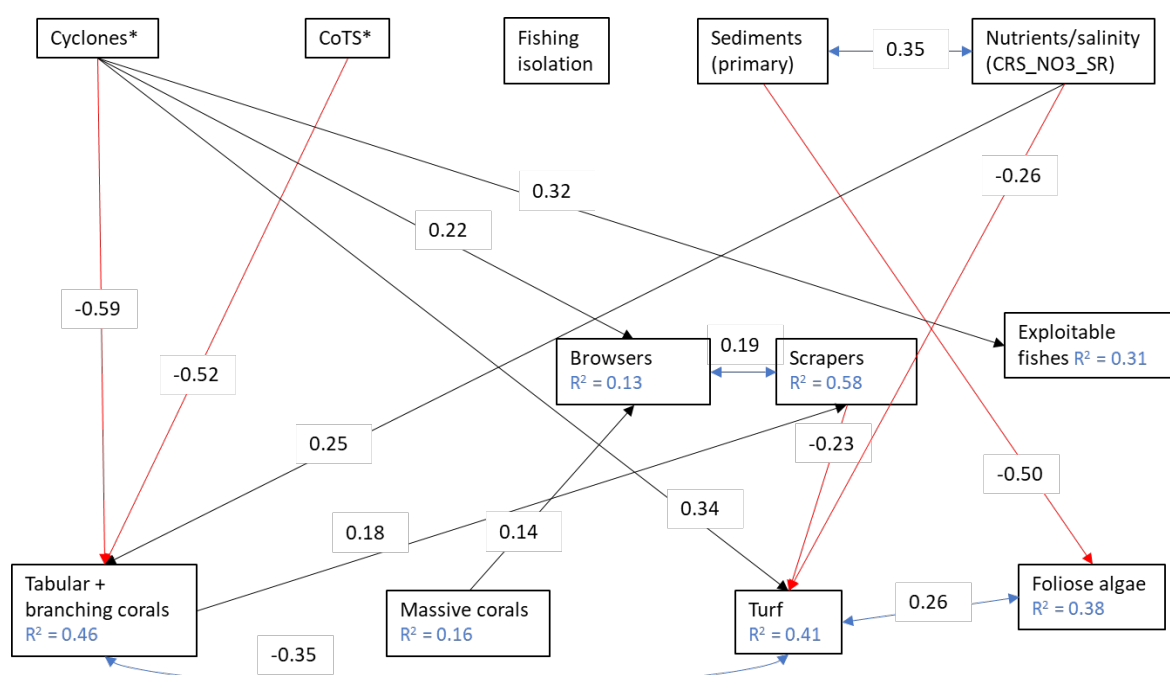 Cyclones*
CoTS*
Fishing
isolation
Sediments
(primary)
0.35
Nutrients/salinity
(CRS_NO3_SR)
-0.26
0.32
0.22
-0.59
-0.52
Browsers
R² = 0.13
0.19
Scrapers
R² = 0.58
Exploitable
fishes R² = 0.31
0.25
-0.23
-0.50
0.34
0.18
0.14
Tabular +
branching corals
R² = 0.46
Massive corals
R² = 0.16
Turf
R² = 0.41
0.26
Foliose algae
R² = 0.38
-0.35